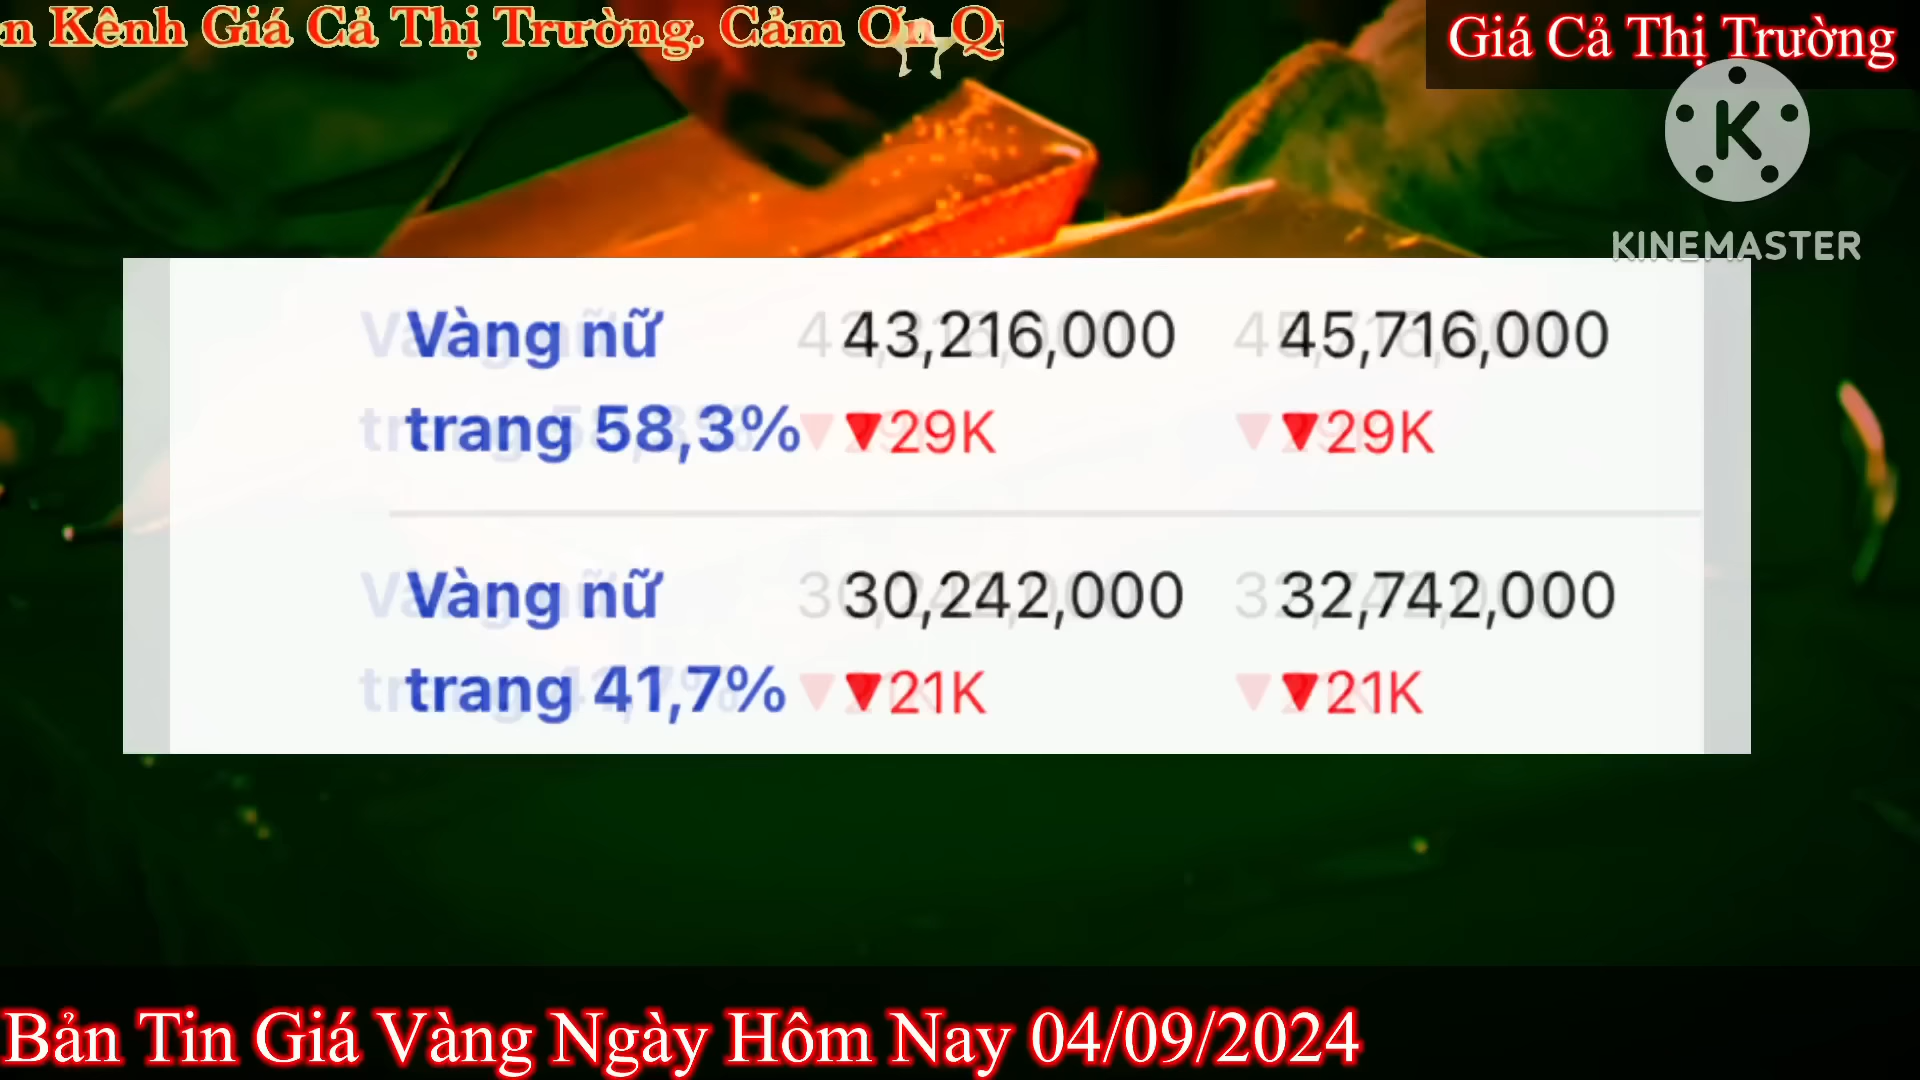 n Kênh Giá Cả Thị Trường. Cảm Ơn
Giá Cả Thị Trường
K
KINEMASTER
Vàng nữ 43,216,000 45,716,000
trang 58,3% ▼29K ▼29K
Vàng nữ 30,242,000 32,742,000
trang 41,7% ▼21K ▼21K
Bản Tin Giá Vàng Ngày Hôm Nay 04/09/2024